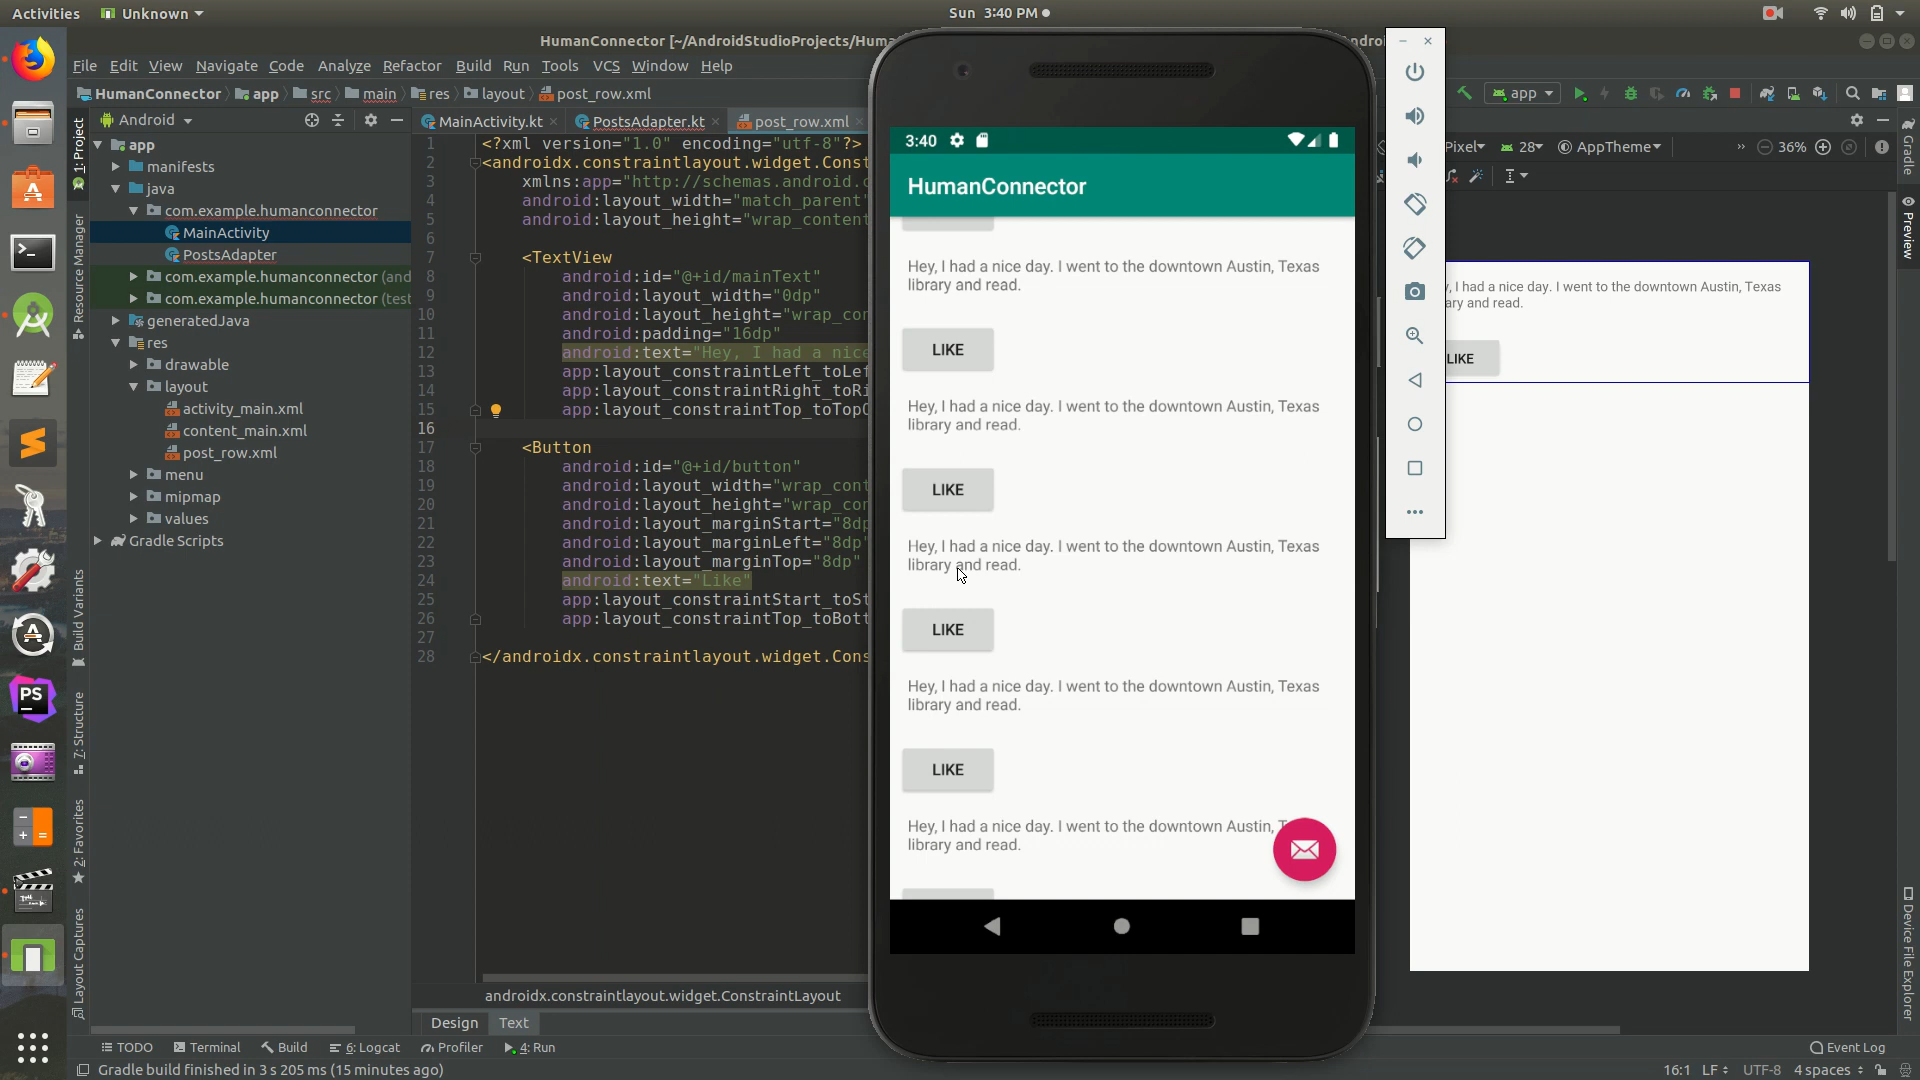 Activities
Unknown
Sun 3:40 PM
HumanConnector [~/AndroidStudioProjects/Huma
File Edit View Navigate Code Analyze Refactor Build Run Tools VCS Window Help
HumanConnector app src main res layout post_row.xml
app
Android
MainActivity.kt
PostsAdapter.kt
post_row.xml
Pixel
28
AppTheme
36%
1: Project
Resource Manager
Build Variants
7: Structure
2: Favorites
Layout Captures
app
manifests
java
com.example.humanconnector
MainActivity
PostsAdapter
com.example.humanconnector (and
com.example.humanconnector (test
generatedJava
res
drawable
layout
activity_main.xml
content_main.xml
post_row.xml
menu
mipmap
values
Gradle Scripts
1 <?xml version="1.0" encoding="utf-8"?>
2 <androidx.constraintlayout.widget.Const
3 xmlns:app="http://schemas.android.c
4 android:layout_width="match_parent"
5 android:layout_height="wrap_content
6
7 <TextView
8 android:id="@+id/mainText"
9 android:layout_width="0dp"
10 android:layout_height="wrap_con
11 android:padding="16dp"
12 android:text="Hey, I had a nice
13 app:layout_constraintLeft_toLef
14 app:layout_constraintRight_toRi
15 app:layout_constraintTop_toTopO
16
17 <Button
18 android:id="@+id/button"
19 android:layout_width="wrap_cont
20 android:layout_height="wrap_con
21 android:layout_marginStart="8dp
22 android:layout_marginLeft="8dp"
23 android:layout_marginTop="8dp"
24 android:text="Like"
25 app:layout_constraintStart_toSt
26 app:layout_constraintTop_toBott
27
28 </androidx.constraintlayout.widget.Cons
androidx.constraintlayout.widget.ConstraintLayout
Design Text
3:40
HumanConnector
Hey, I had a nice day. I went to the downtown Austin, Texas
library and read.
LIKE
Hey, I had a nice day. I went to the downtown Austin, Texas
library and read.
LIKE
Hey, I had a nice day. I went to the downtown Austin, Texas
library and read.
LIKE
Hey, I had a nice day. I went to the downtown Austin, Texas
library and read.
LIKE
Hey, I had a nice day. I went to the downtown Austin, T
library and read.
, I had a nice day. I went to the downtown Austin, Texas
ary and read.
LIKE
Gradle
Preview
Device File Explorer
PS
TODO Terminal Build 6: Logcat Profiler 4: Run
Event Log
Gradle build finished in 3 s 205 ms (15 minutes ago)
16:1 LF UTF-8 4 spaces